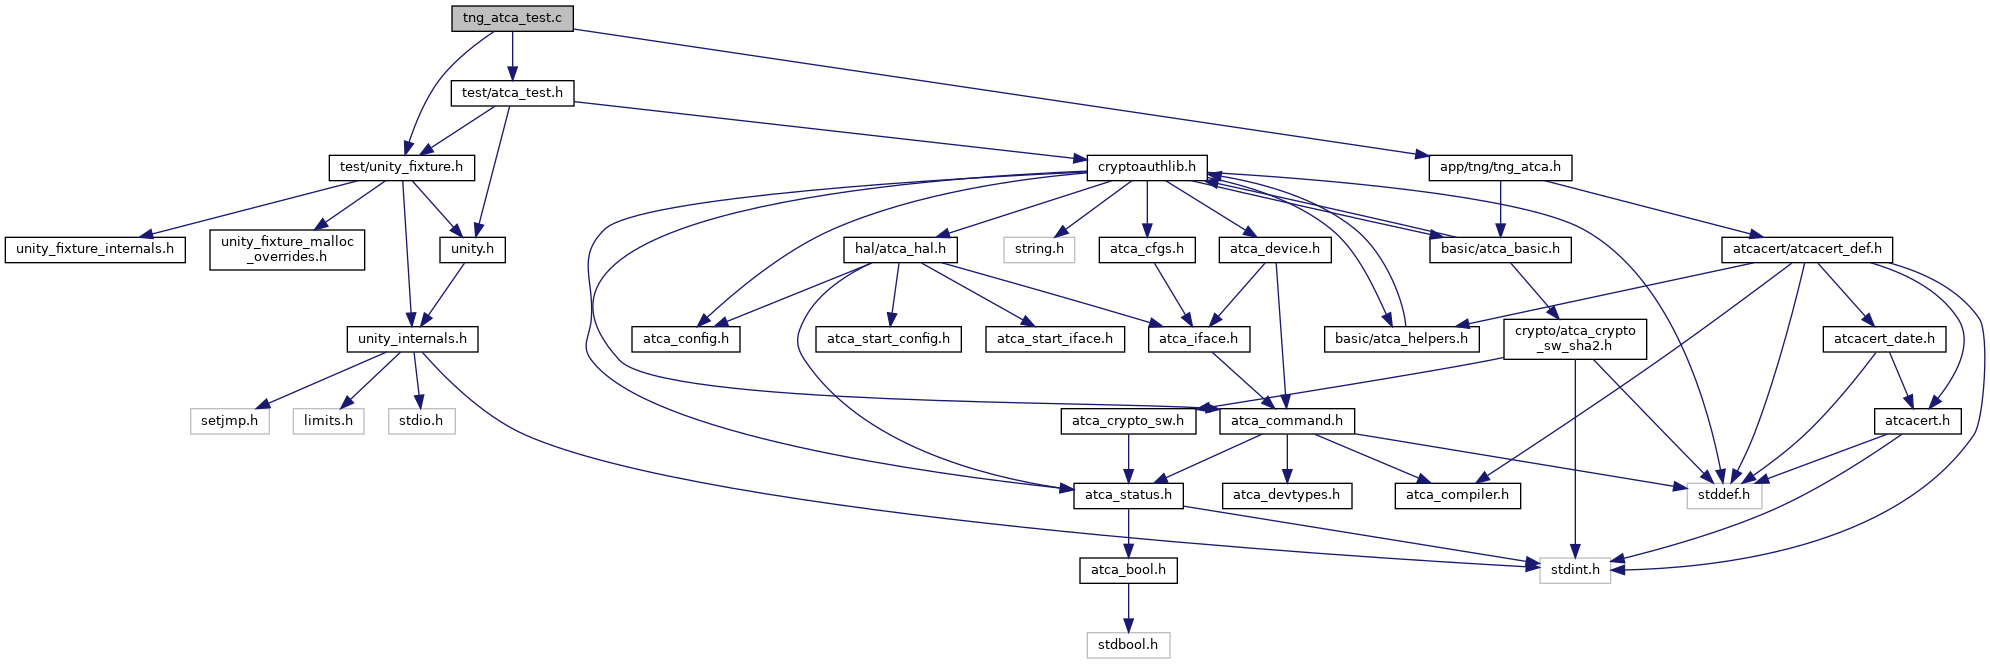 tng_atca_test.c
test/atca_test.h
test/unity_fixture.h
cryptoauthlib.h
app/tng/tng_atca.h
unity_fixture_internals.h
unity_fixture_malloc
_overrides.h
unity.h
hal/atca_hal.h
string.h
atca_cfgs.h
atca_device.h
basic/atca_basic.h
atcacert/atcacert_def.h
unity_internals.h
atca_config.h
atca_start_config.h
atca_start_iface.h
atca_iface.h
basic/atca_helpers.h
crypto/atca_crypto
_sw_sha2.h
atcacert_date.h
setjmp.h
limits.h
stdio.h
atca_crypto_sw.h
atca_command.h
atcacert.h
atca_status.h
atca_devtypes.h
atca_compiler.h
stddef.h
atca_bool.h
stdint.h
stdbool.h